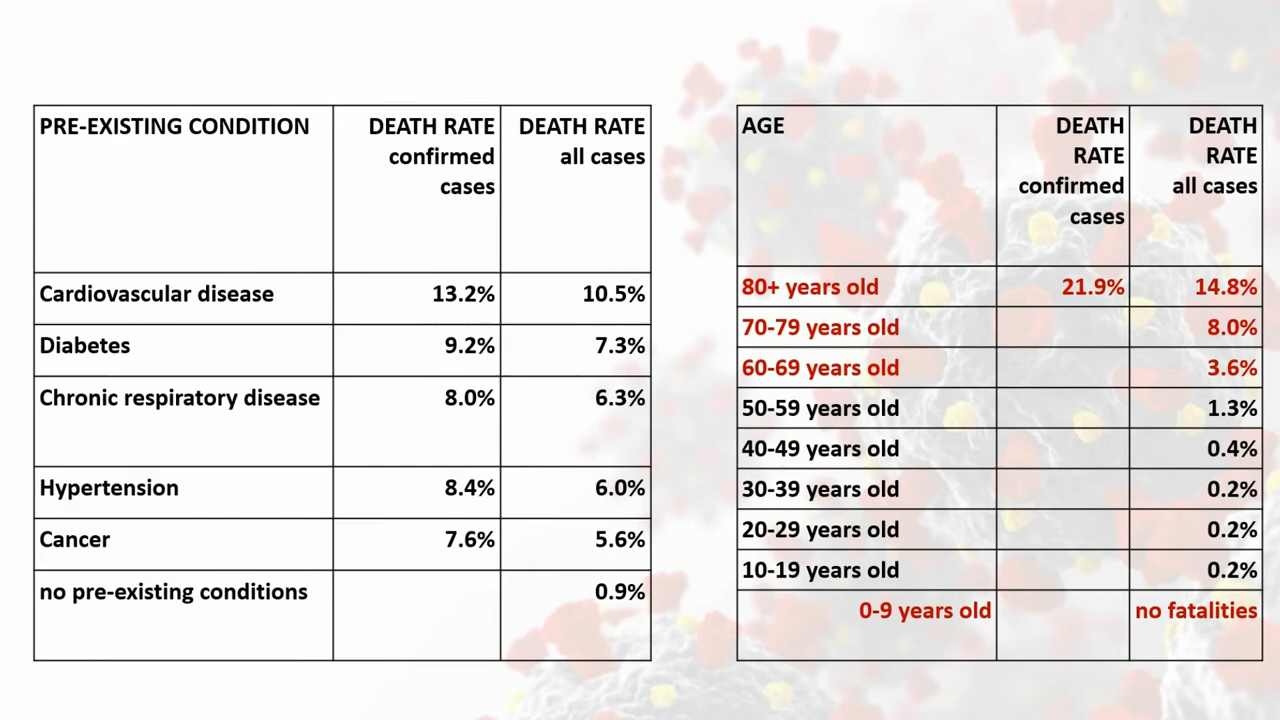 PRE-EXISTING CONDITION DEATH RATE confirmed cases DEATH RATE all cases
Cardiovascular disease 13.2% 10.5%
Diabetes 9.2% 7.3%
Chronic respiratory disease 8.0% 6.3%
Hypertension 8.4% 6.0%
Cancer 7.6% 5.6%
no pre-existing conditions 0.9%
AGE DEATH RATE confirmed cases DEATH RATE all cases
80+ years old 21.9% 14.8%
70-79 years old 8.0%
60-69 years old 3.6%
50-59 years old 1.3%
40-49 years old 0.4%
30-39 years old 0.2%
20-29 years old 0.2%
10-19 years old 0.2%
0-9 years old no fatalities